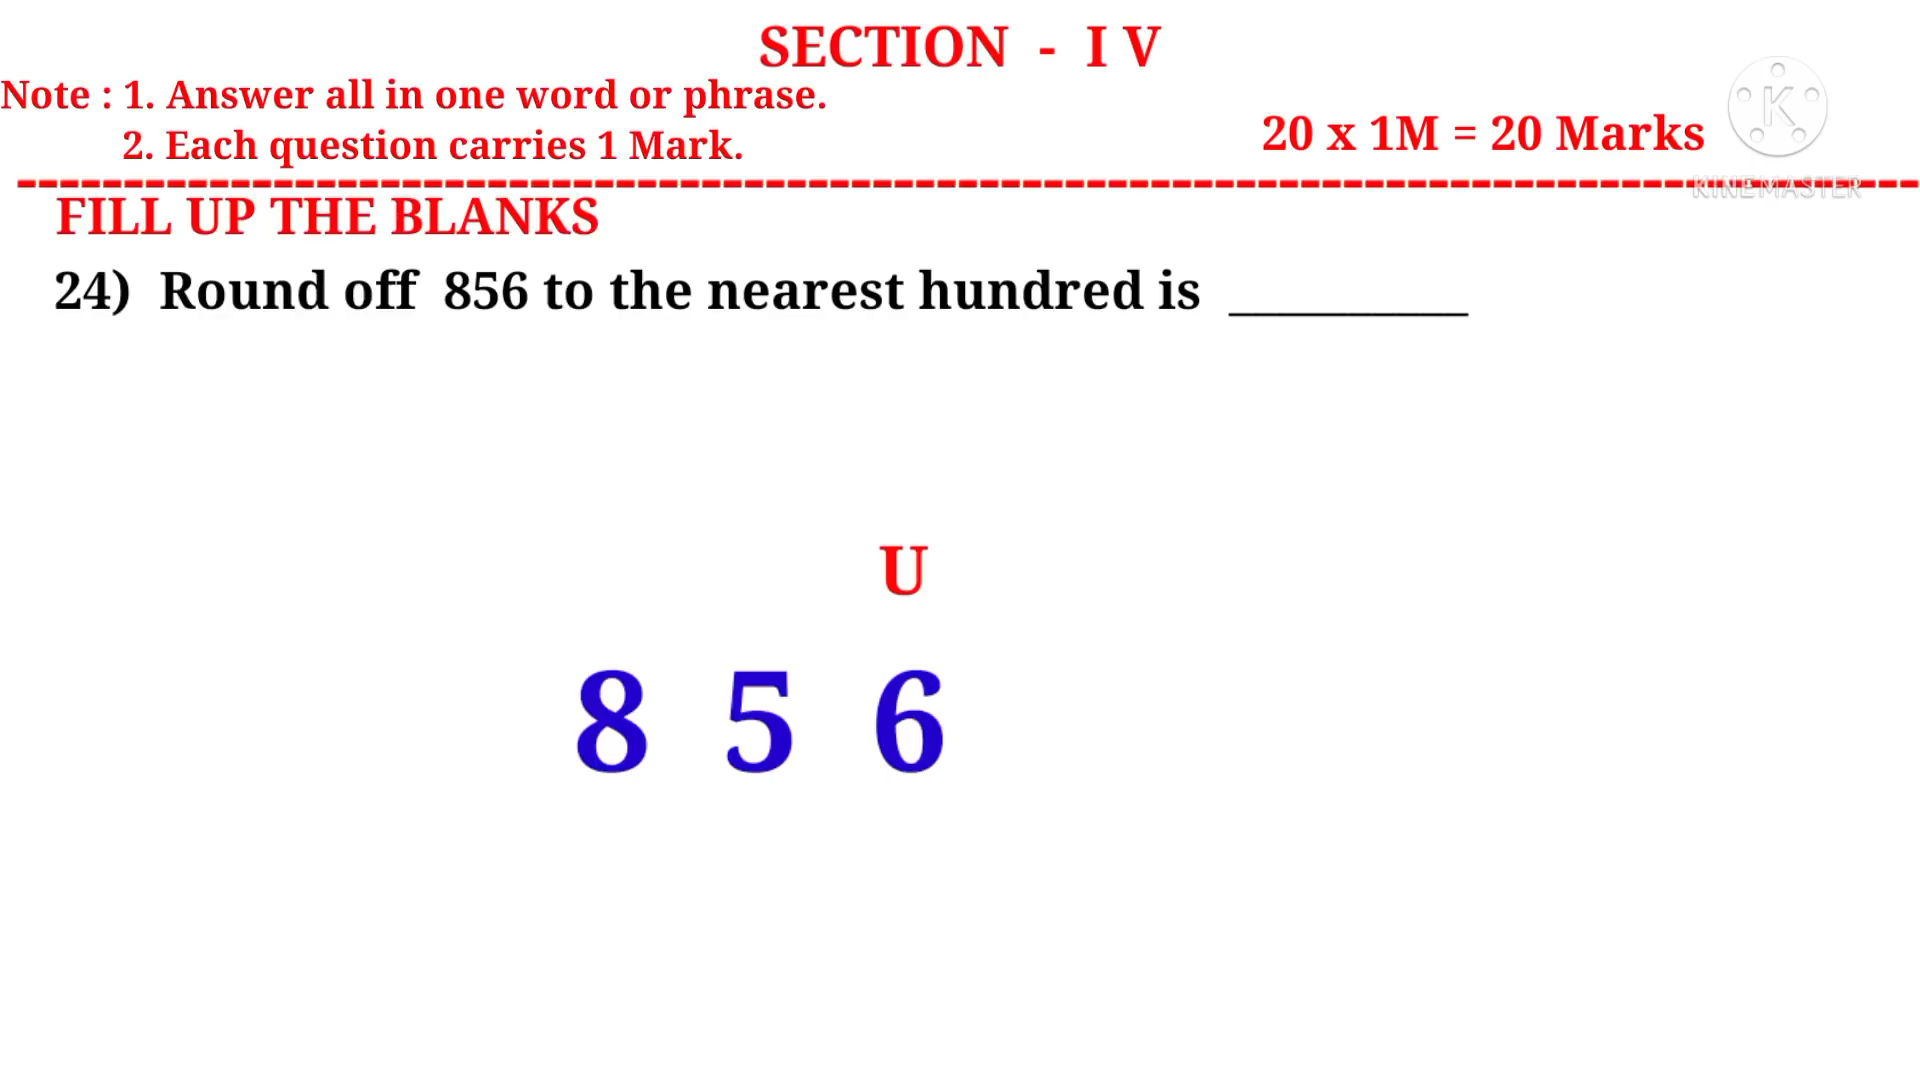 SECTION - I V
Note : 1. Answer all in one word or phrase.
2. Each question carries 1 Mark.
20 x 1M = 20 Marks
K
KINEMASTER
FILL UP THE BLANKS
24) Round off 856 to the nearest hundred is __________
U
8 5 6